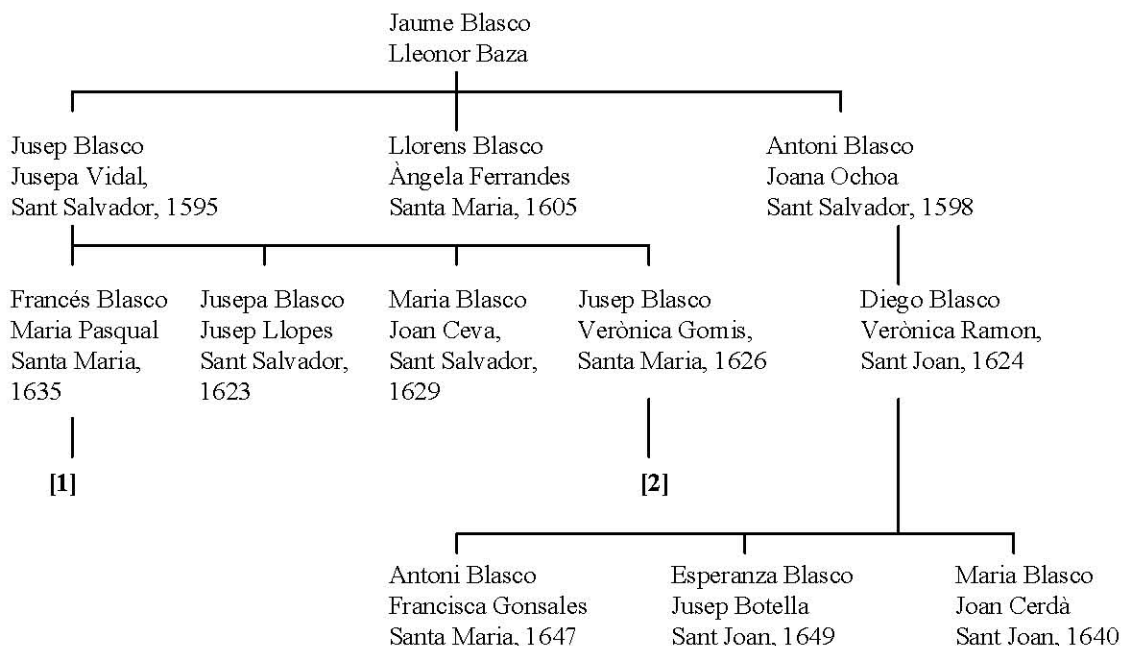 Jaume Blasco
Lleonor Baza
Jusep Blasco
Jusepa Vidal,
Sant Salvador, 1595
Llorens Blasco
Àngela Ferrandes
Santa Maria, 1605
Antoni Blasco
Joana Ochoa
Sant Salvador, 1598
Francés Blasco
Maria Pasqual
Santa Maria,
1635
Jusepa Blasco
Jusep Llopes
Sant Salvador,
1623
Maria Blasco
Joan Ceva,
Sant Salvador,
1629
Jusep Blasco
Verònica Gomis,
Santa Maria, 1626
Diego Blasco
Verònica Ramon,
Sant Joan, 1624
[1]
[2]
Antoni Blasco
Francisca Gonsales
Santa Maria, 1647
Esperanza Blasco
Jusep Botella
Sant Joan, 1649
Maria Blasco
Joan Cerdà
Sant Joan, 1640